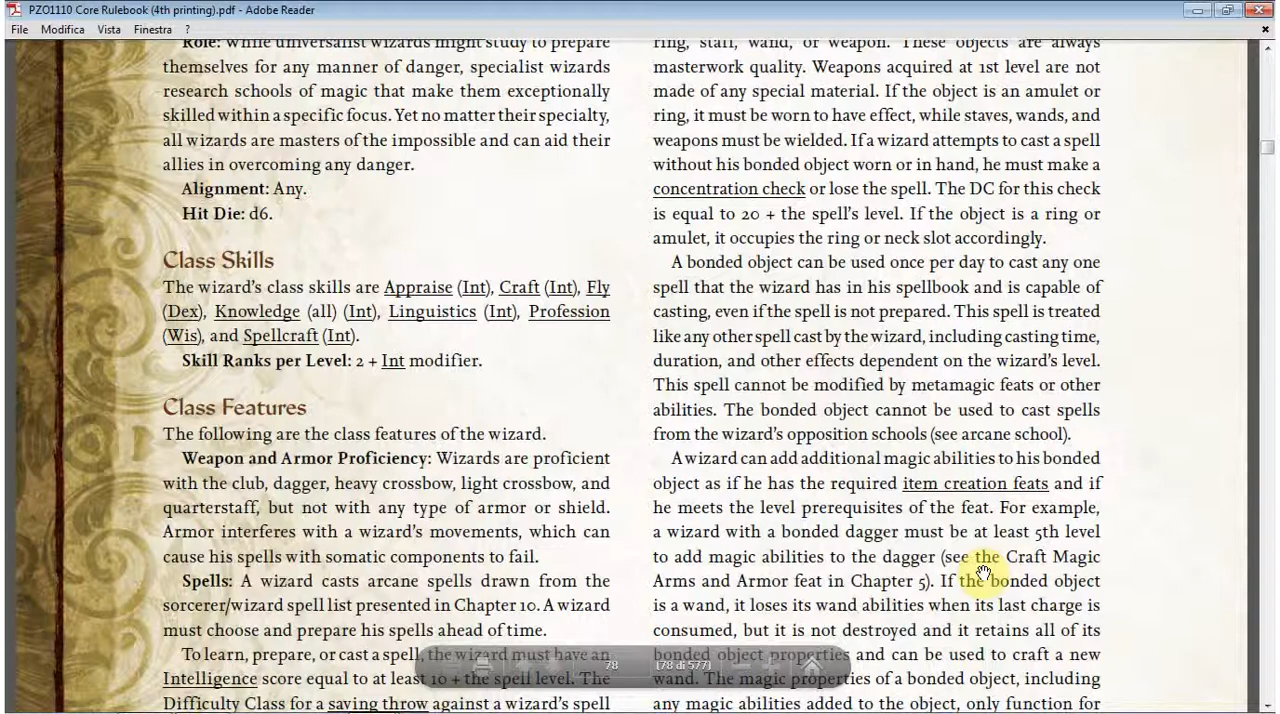 PZO1110 Core Rulebook (4th printing).pdf - Adobe Reader
File Modifica Vista Finestra ?
Role: While universalist wizards might study to prepare
themselves for any manner of danger, specialist wizards
research schools of magic that make them exceptionally
skilled within a specific focus. Yet no matter their specialty,
all wizards are masters of the impossible and can aid their
allies in overcoming any danger.
Alignment: Any.
Hit Die: d6.
Class Skills
The wizard's class skills are Appraise (Int), Craft (Int), Fly
(Dex), Knowledge (all) (Int), Linguistics (Int), Profession
(Wis), and Spellcraft (Int).
Skill Ranks per Level: 2 + Int modifier.
Class Features
The following are the class features of the wizard.
Weapon and Armor Proficiency: Wizards are proficient
with the club, dagger, heavy crossbow, light crossbow, and
quarterstaff, but not with any type of armor or shield.
Armor interferes with a wizard's movements, which can
cause his spells with somatic components to fail.
Spells: A wizard casts arcane spells drawn from the
sorcerer/wizard spell list presented in Chapter 10. A wizard
must choose and prepare his spells ahead of time.
To learn, prepare, or cast a spell, the wizard must have an
Intelligence score equal to at least 10 + the spell level. The
Difficulty Class for a saving throw against a wizard's spell
ring, staff, wand, or weapon. These objects are always
masterwork quality. Weapons acquired at 1st level are not
made of any special material. If the object is an amulet or
ring, it must be worn to have effect, while staves, wands, and
weapons must be wielded. If a wizard attempts to cast a spell
without his bonded object worn or in hand, he must make a
concentration check or lose the spell. The DC for this check
is equal to 20 + the spell's level. If the object is a ring or
amulet, it occupies the ring or neck slot accordingly.
A bonded object can be used once per day to cast any one
spell that the wizard has in his spellbook and is capable of
casting, even if the spell is not prepared. This spell is treated
like any other spell cast by the wizard, including casting time,
duration, and other effects dependent on the wizard's level.
This spell cannot be modified by metamagic feats or other
abilities. The bonded object cannot be used to cast spells
from the wizard's opposition schools (see arcane school).
A wizard can add additional magic abilities to his bonded
object as if he has the required item creation feats and if
he meets the level prerequisites of the feat. For example,
a wizard with a bonded dagger must be at least 5th level
to add magic abilities to the dagger (see the Craft Magic
Arms and Armor feat in Chapter 5). If the bonded object
is a wand, it loses its wand abilities when its last charge is
consumed, but it is not destroyed and it retains all of its
bonded object properties and can be used to craft a new
wand. The magic properties of a bonded object, including
any magic abilities added to the object, only function for
78 (78 di 577)